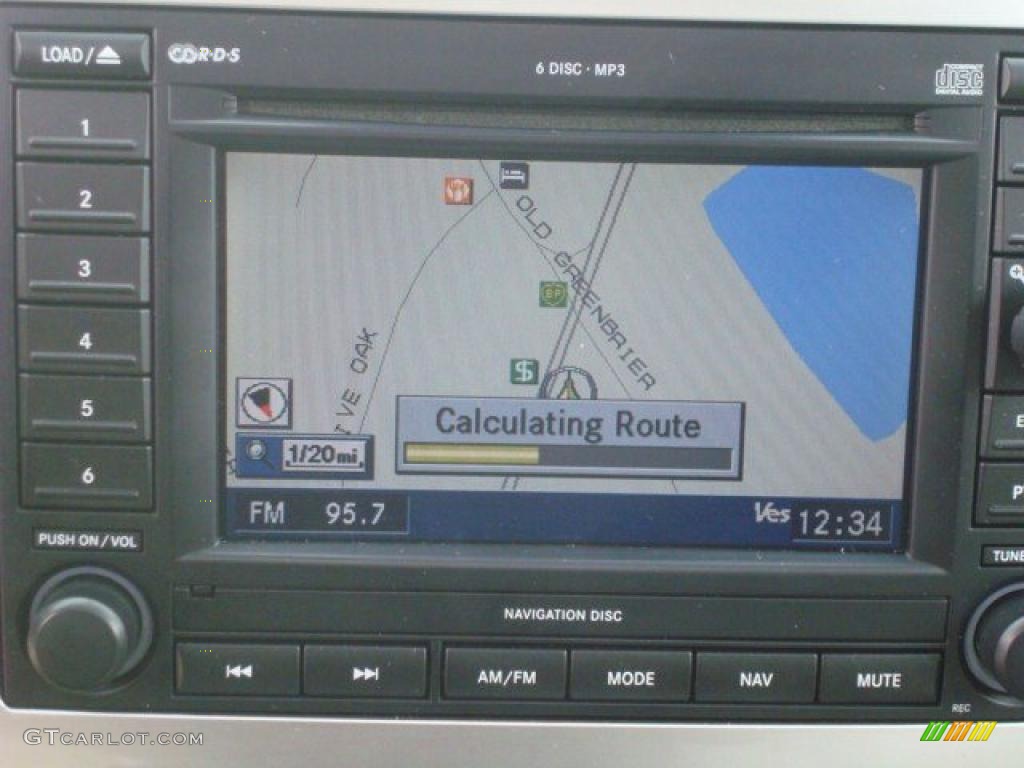 LOAD/
R·D·S
6 DISC · MP3
disc
DIGITAL AUDIO
1
2
3
4
5
6
OLD GREENBRIER
BP
$
VE OAK
Calculating Route
1/20mi.
FM 95.7
Ves 12:34
PUSH ON/VOL
TUNE
NAVIGATION DISC
AM/FM
MODE
NAV
MUTE
REC
GTCARLOT.COM